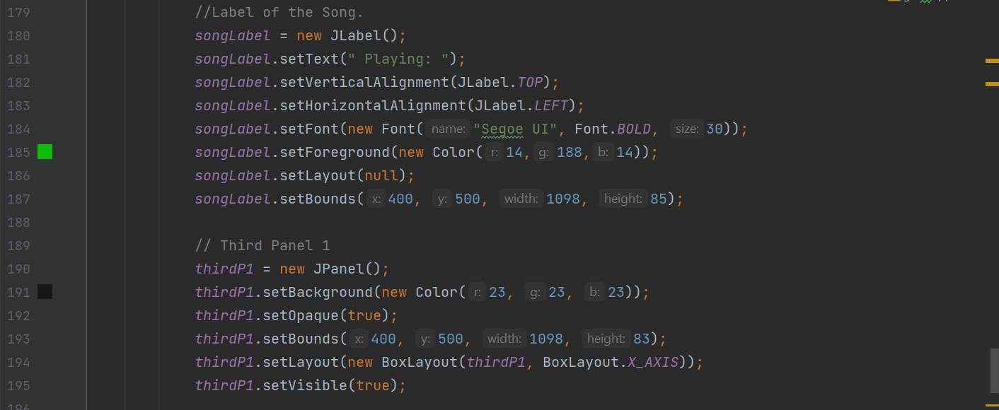 179 //Label of the Song.
180 songLabel = new JLabel();
181 songLabel.setText(" Playing: ");
182 songLabel.setVerticalAlignment(JLabel.TOP);
183 songLabel.setHorizontalAlignment(JLabel.LEFT);
184 songLabel.setFont(new Font( name: "Segoe UI", Font.BOLD, size: 30));
185 songLabel.setForeground(new Color( r: 14, g: 188, b: 14));
186 songLabel.setLayout(null);
187 songLabel.setBounds( x: 400, y: 500, width: 1098, height: 85);
188
189 // Third Panel 1
190 thirdP1 = new JPanel();
191 thirdP1.setBackground(new Color( r: 23, g: 23, b: 23));
192 thirdP1.setOpaque(true);
193 thirdP1.setBounds( x: 400, y: 500, width: 1098, height: 83);
194 thirdP1.setLayout(new BoxLayout(thirdP1, BoxLayout.X_AXIS));
195 thirdP1.setVisible(true);